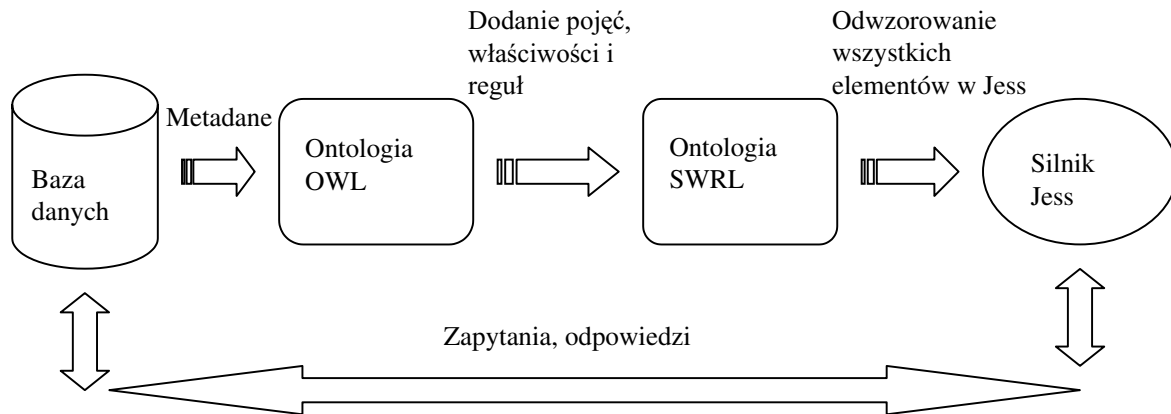 Dodanie pojęć,
właściwości i
reguł
Odwzorowanie
wszystkich
elementów w Jess
Metadane
Baza
danych
Ontologia
OWL
Ontologia
SWRL
Silnik
Jess
Zapytania, odpowiedzi